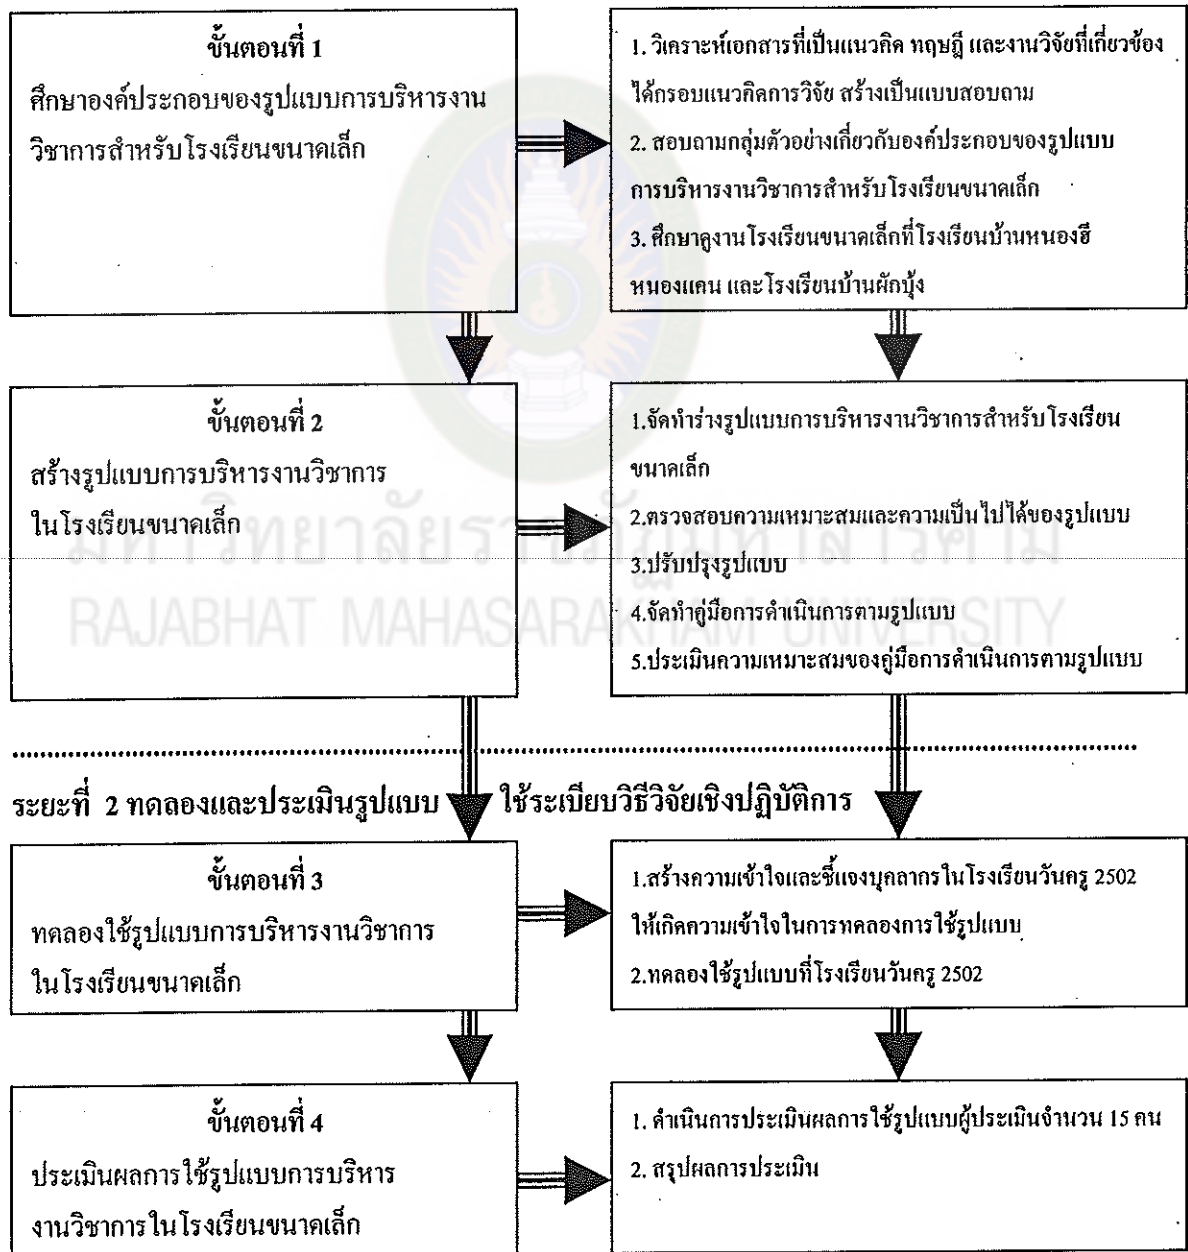 ขั้นตอนที่ 1
ศึกษาองค์ประกอบของรูปแบบการบริหารงาน
วิชาการสำหรับโรงเรียนขนาดเล็ก
1. วิเคราะห์เอกสารที่เป็นแนวคิด ทฤษฎี และงานวิจัยที่เกี่ยวข้อง
ได้กรอบแนวคิดการวิจัย สร้างเป็นแบบสอบถาม
2. สอบถามกลุ่มตัวอย่างเกี่ยวกับองค์ประกอบของรูปแบบ
การบริหารงานวิชาการสำหรับโรงเรียนขนาดเล็ก
3. ศึกษาดูงานโรงเรียนขนาดเล็กที่โรงเรียนบ้านหนองฮี
หนองแคน และโรงเรียนบ้านผักบุ้ง
ขั้นตอนที่ 2
สร้างรูปแบบการบริหารงานวิชาการ
ในโรงเรียนขนาดเล็ก
1.จัดทำร่างรูปแบบการบริหารงานวิชาการสำหรับโรงเรียน
ขนาดเล็ก
2.ตรวจสอบความเหมาะสมและความเป็นไปได้ของรูปแบบ
3.ปรับปรุงรูปแบบ
4.จัดทำคู่มือการดำเนินการตามรูปแบบ
5.ประเมินความเหมาะสมของคู่มือการดำเนินการตามรูปแบบ
มหาวิทยาลัยราชภัฏมหาสารคาม
RAJABHAT MAHASARAKHAM UNIVERSITY
ระยะที่ 2 ทดลองและประเมินรูปแบบ ใช้ระเบียบวิธีวิจัยเชิงปฏิบัติการ
ขั้นตอนที่ 3
ทดลองใช้รูปแบบการบริหารงานวิชาการ
ในโรงเรียนขนาดเล็ก
1.สร้างความเข้าใจและชี้แจงบุคลากรในโรงเรียนวันครู 2502
ให้เกิดความเข้าใจในการทดลองการใช้รูปแบบ
2.ทดลองใช้รูปแบบที่โรงเรียนวันครู 2502
ขั้นตอนที่ 4
ประเมินผลการใช้รูปแบบการบริหาร
งานวิชาการในโรงเรียนขนาดเล็ก
1. ดำเนินการประเมินผลการใช้รูปแบบผู้ประเมินจำนวน 15 คน
2. สรุปผลการประเมิน